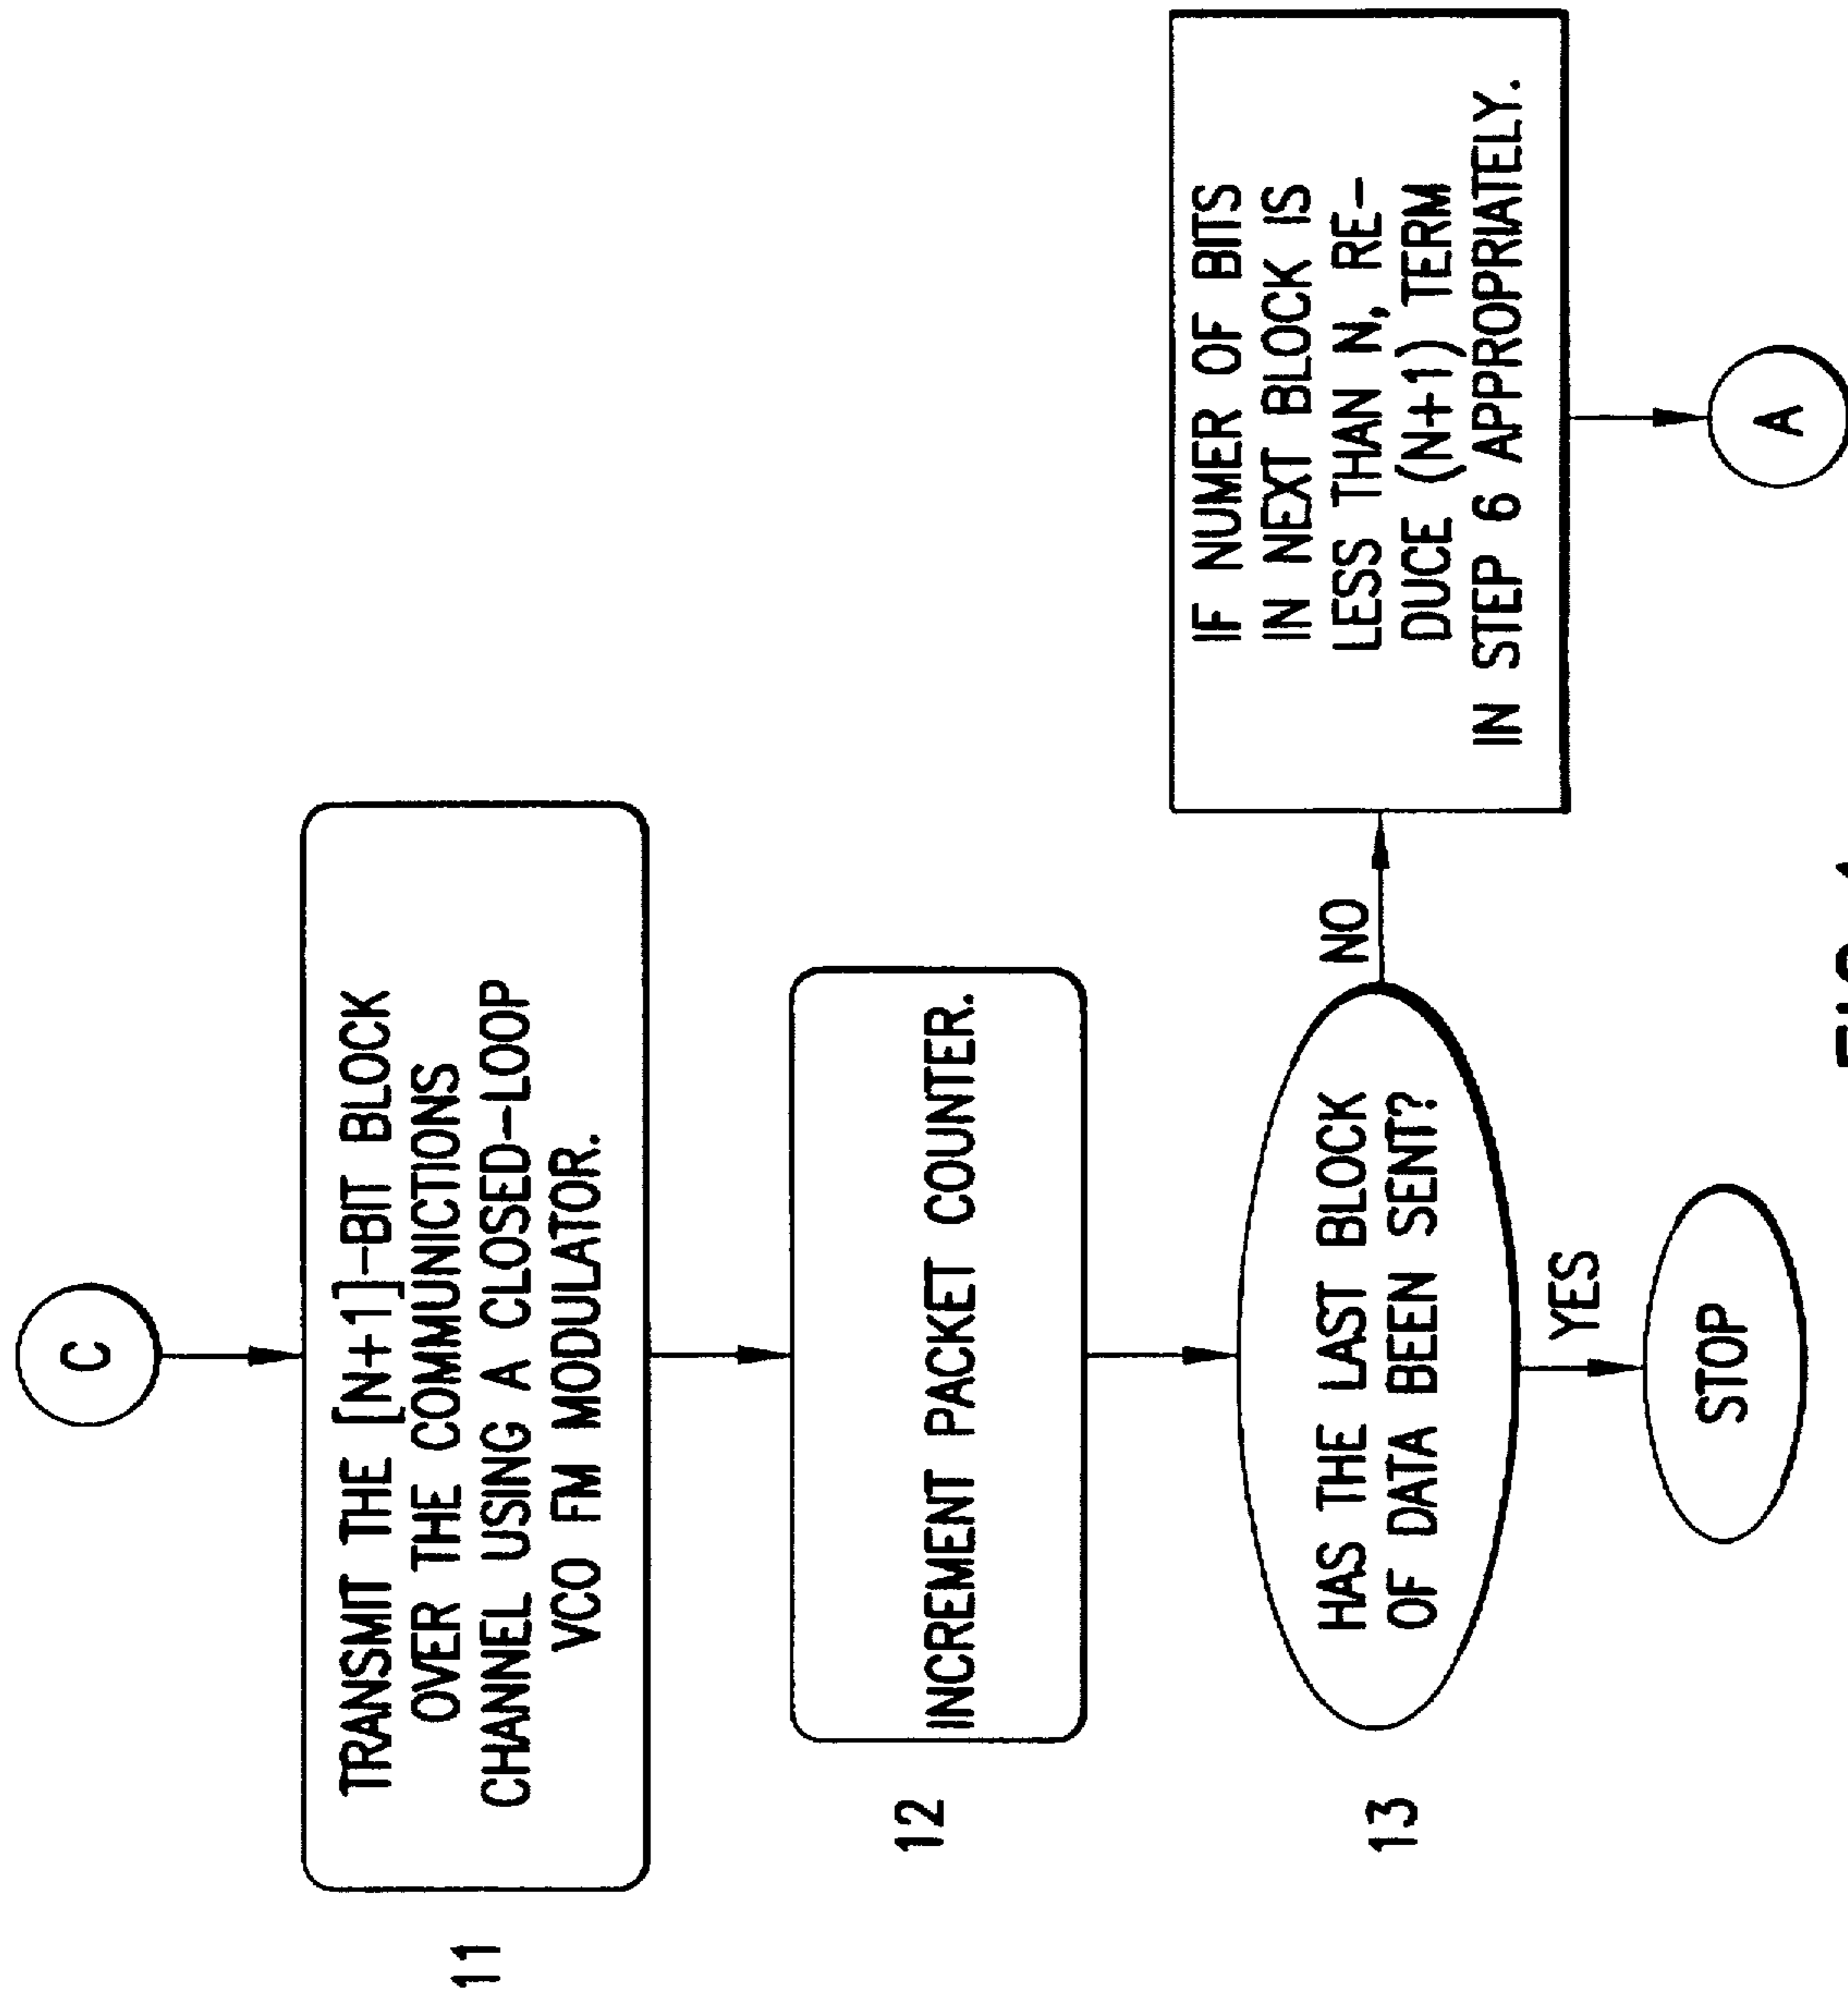 C
11
TRANSMIT THE [N+1]-BIT BLOCK
OVER THE COMMUNICTIONS
CHANNEL USING A CLOSED-LOOP
VCO FM MODULATOR.
12
INCREMENT PACKET COUNTER.
13
HAS THE LAST BLOCK
OF DATA BEEN SENT?
NO
IF NUMER OF BITS
IN NEXT BLOCK IS
LESS THAN N, RE-
DUCE (N+1) TERM
IN STEP 6 APPROPRIATELY.
YES
STOP
A